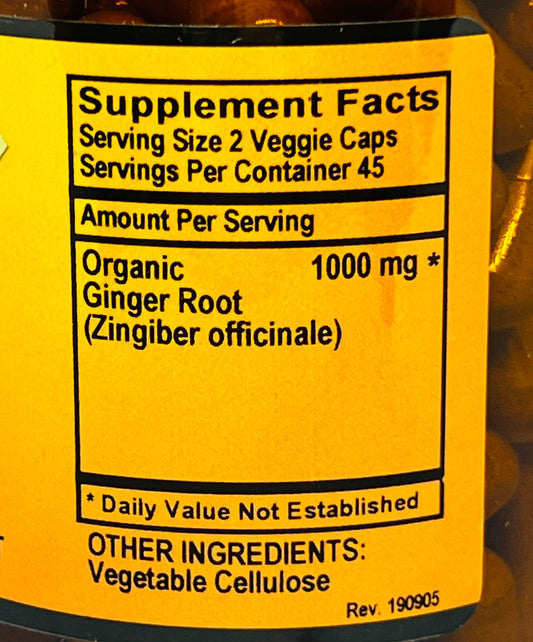 Supplement Facts
Serving Size 2 Veggie Caps
Servings Per Container 45
Amount Per Serving
Organic 1000 mg *
Ginger Root
(Zingiber officinale)
* Daily Value Not Established
OTHER INGREDIENTS:
Vegetable Cellulose
Rev. 190905